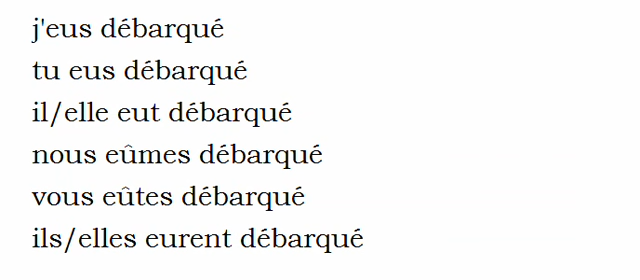 j'eus débarqué
tu eus débarqué
il/elle eut débarqué
nous eûmes débarqué
vous eûtes débarqué
ils/elles eurent débarqué